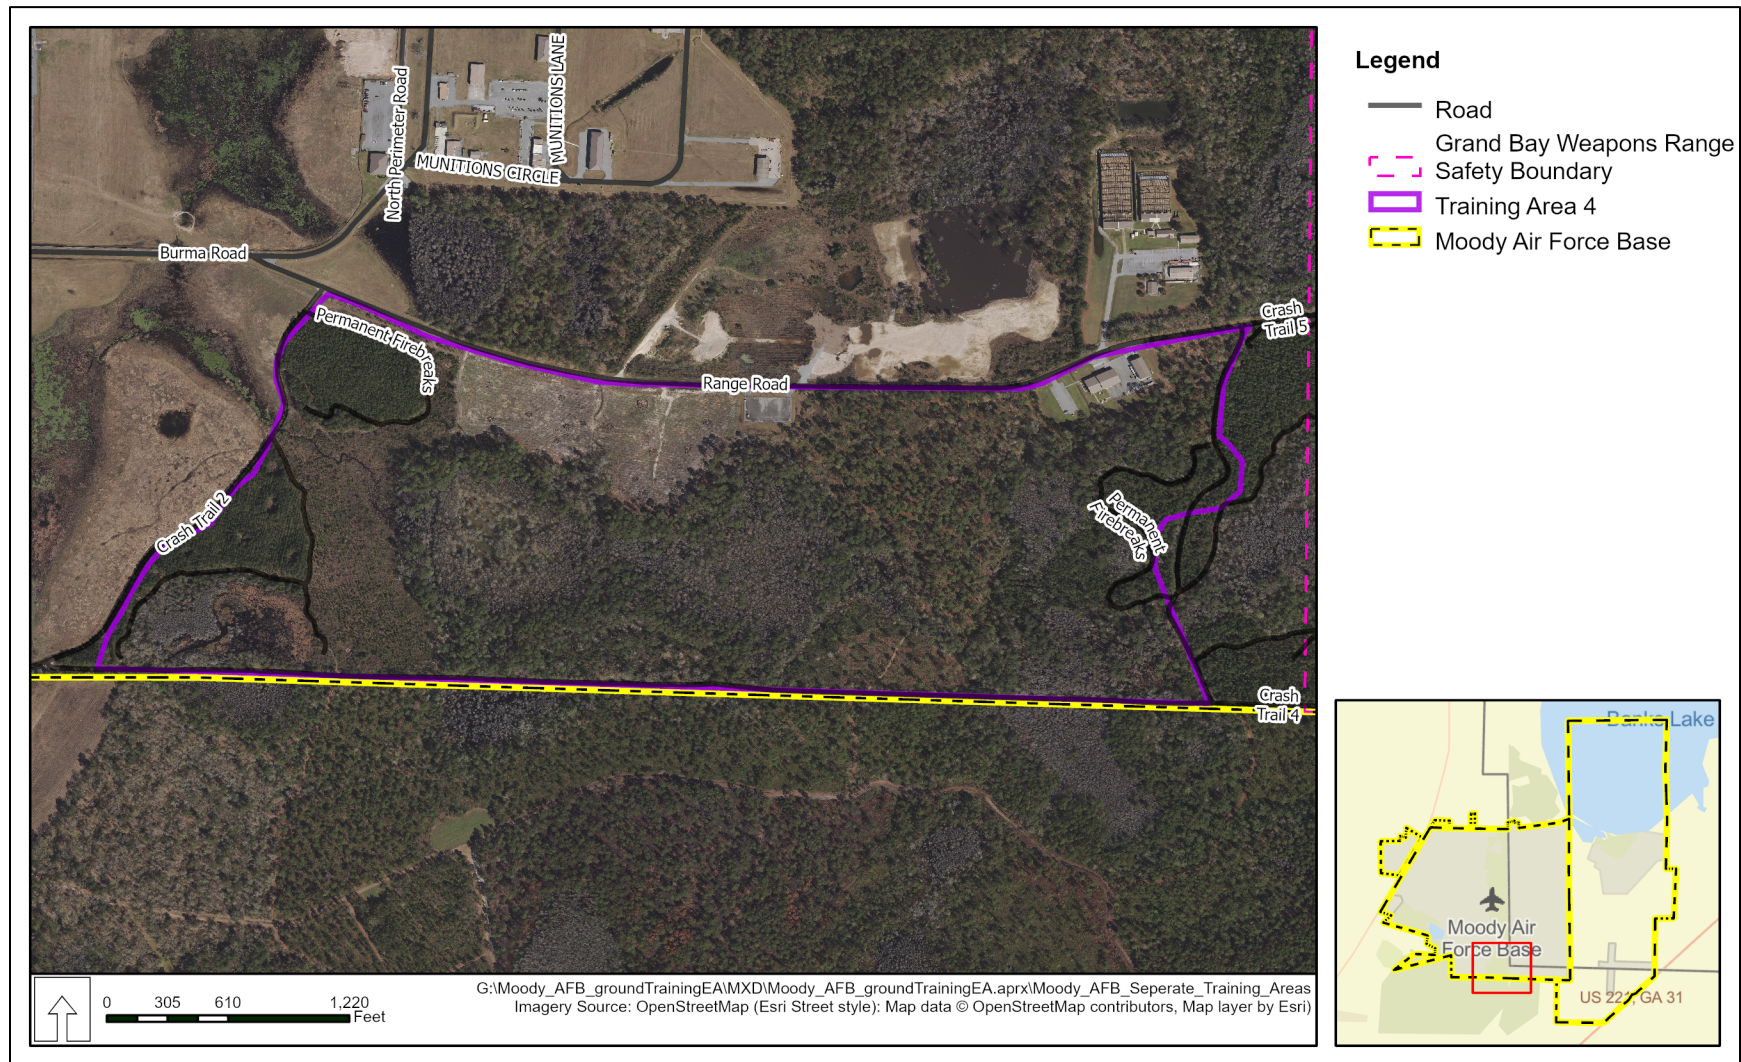 North Perimeter Road
MUNITIONS LANE
MUNITIONS CIRCLE
Burma Road
Permanent Firebreaks
Range Road
Crash
Trail 5
Crash Trail 2
Permanent
Firebreaks
Crash
Trail 4
Legend
Road
Grand Bay Weapons Range
Safety Boundary
Training Area 4
Moody Air Force Base
Banks Lake
Moody Air
Force Base
US 221, GA 31
0 305 610 1,220
Feet
G:\Moody_AFB_groundTrainingEA\MXD\Moody_AFB_groundTrainingEA.aprx\Moody_AFB_Seperate_Training_Areas
Imagery Source: OpenStreetMap (Esri Street style): Map data © OpenStreetMap contributors, Map layer by Esri)